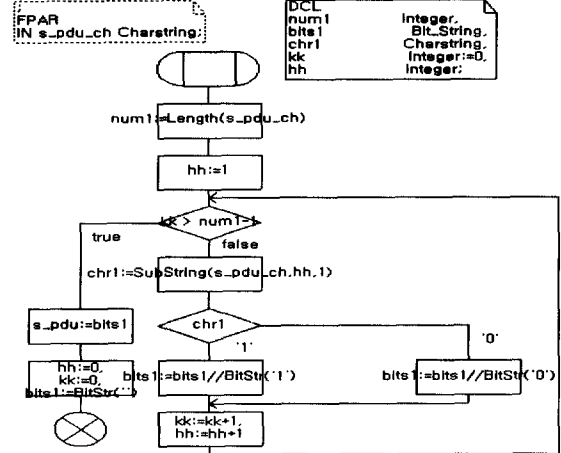 FPAR
IN s_pdu_ch Charstring;
DCL
num1 Integer,
bits1 Bit_String,
chr1 Charstring,
kk Integer:=0,
hh Integer;
num1:=Length(s_pdu_ch)
hh:=1
kk > num1-1
true
false
chr1:=SubString(s_pdu_ch,hh,1)
s_pdu:=bits1
chr1
'1'
'0'
hh:=0,
kk:=0,
bits1:=BitStr('')
bits1:=bits1//BitStr('1')
bits1:=bits1//BitStr('0')
kk:=kk+1,
hh:=hh+1